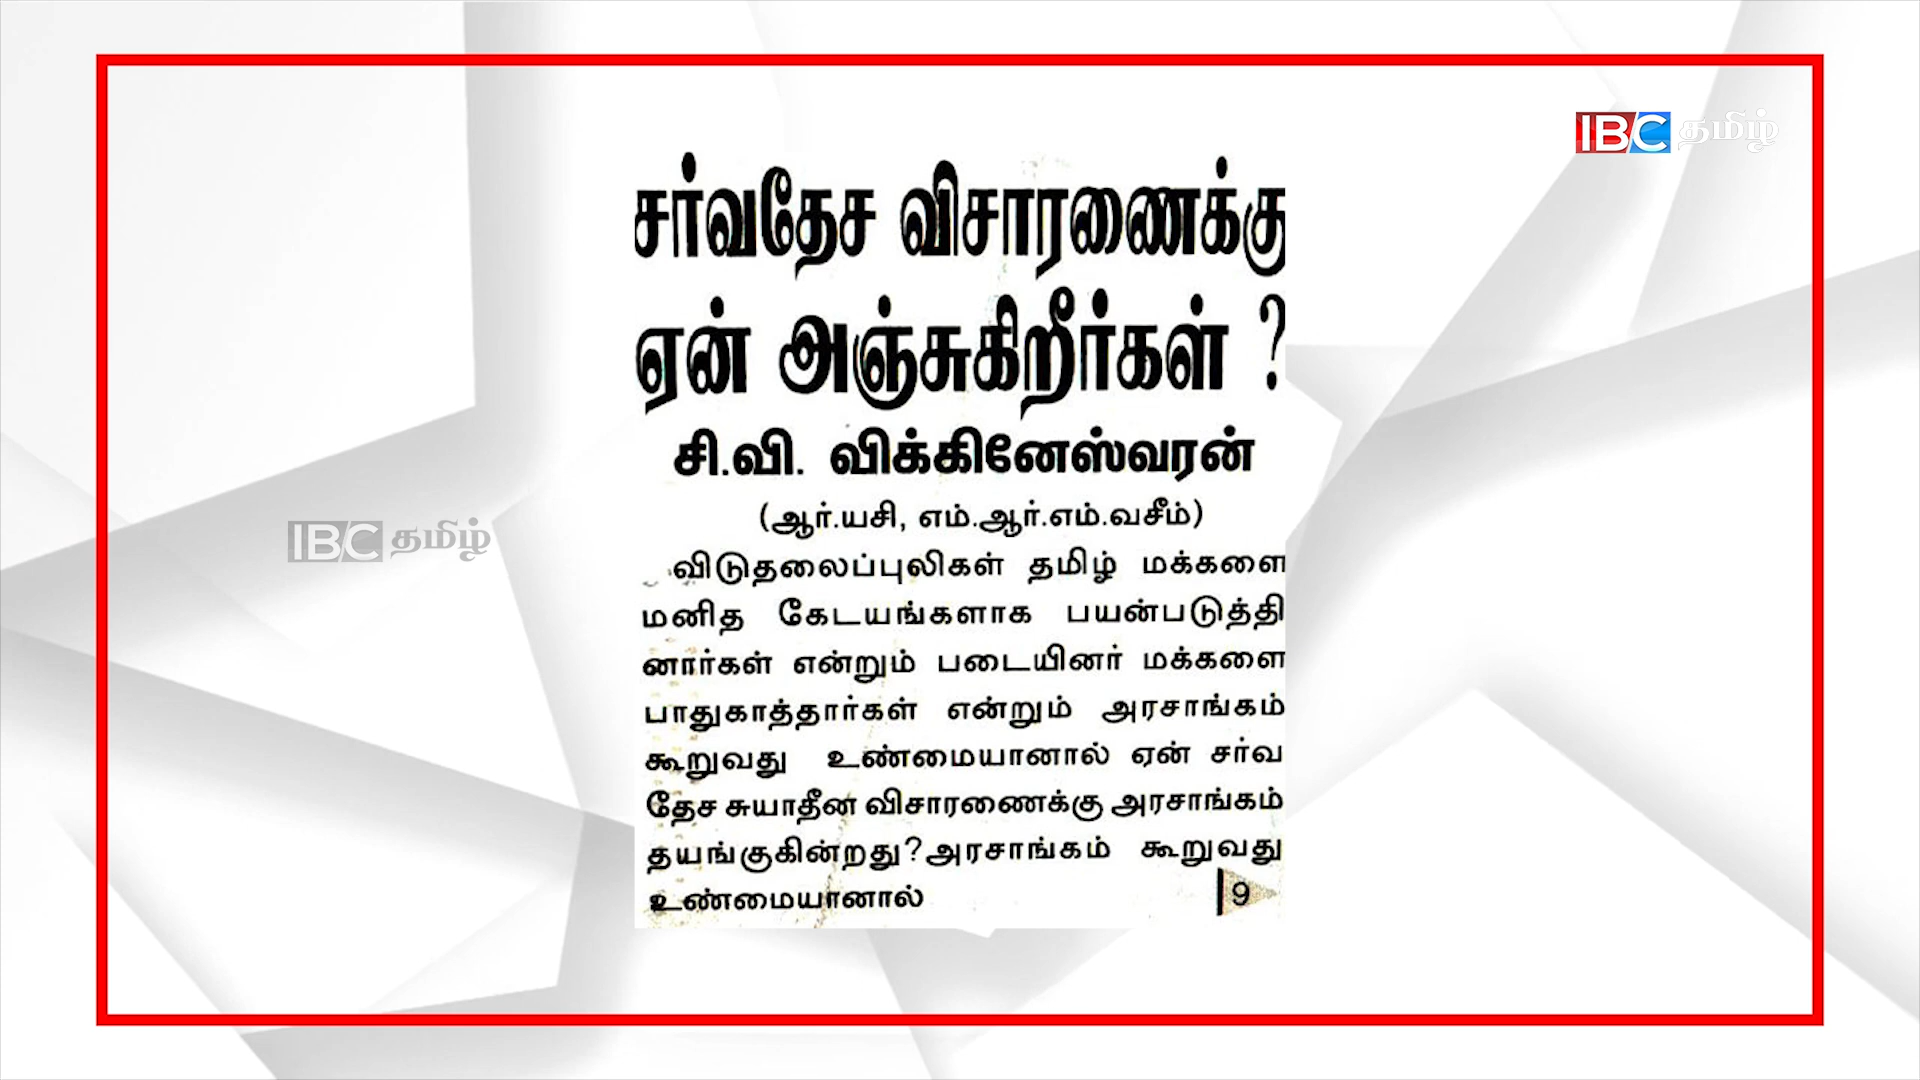 IBC தமிழ்
சர்வதேச விசாரணைக்கு
ஏன் அஞ்சுகிறீர்கள் ?
சி.வி. விக்கினேஸ்வரன்
(ஆர்.யசி, எம்.ஆர்.எம்.வசீம்)
IBC தமிழ்
விடுதலைப்புலிகள் தமிழ் மக்களை
மனித கேடயங்களாக பயன்படுத்தி
னார்கள் என்றும் படையினர் மக்களை
பாதுகாத்தார்கள் என்றும் அரசாங்கம்
கூறுவது உண்மையானால் ஏன் சர்வ
தேச சுயாதீன விசாரணைக்கு அரசாங்கம்
தயங்குகின்றது?அரசாங்கம் கூறுவது
உண்மையானால்
9